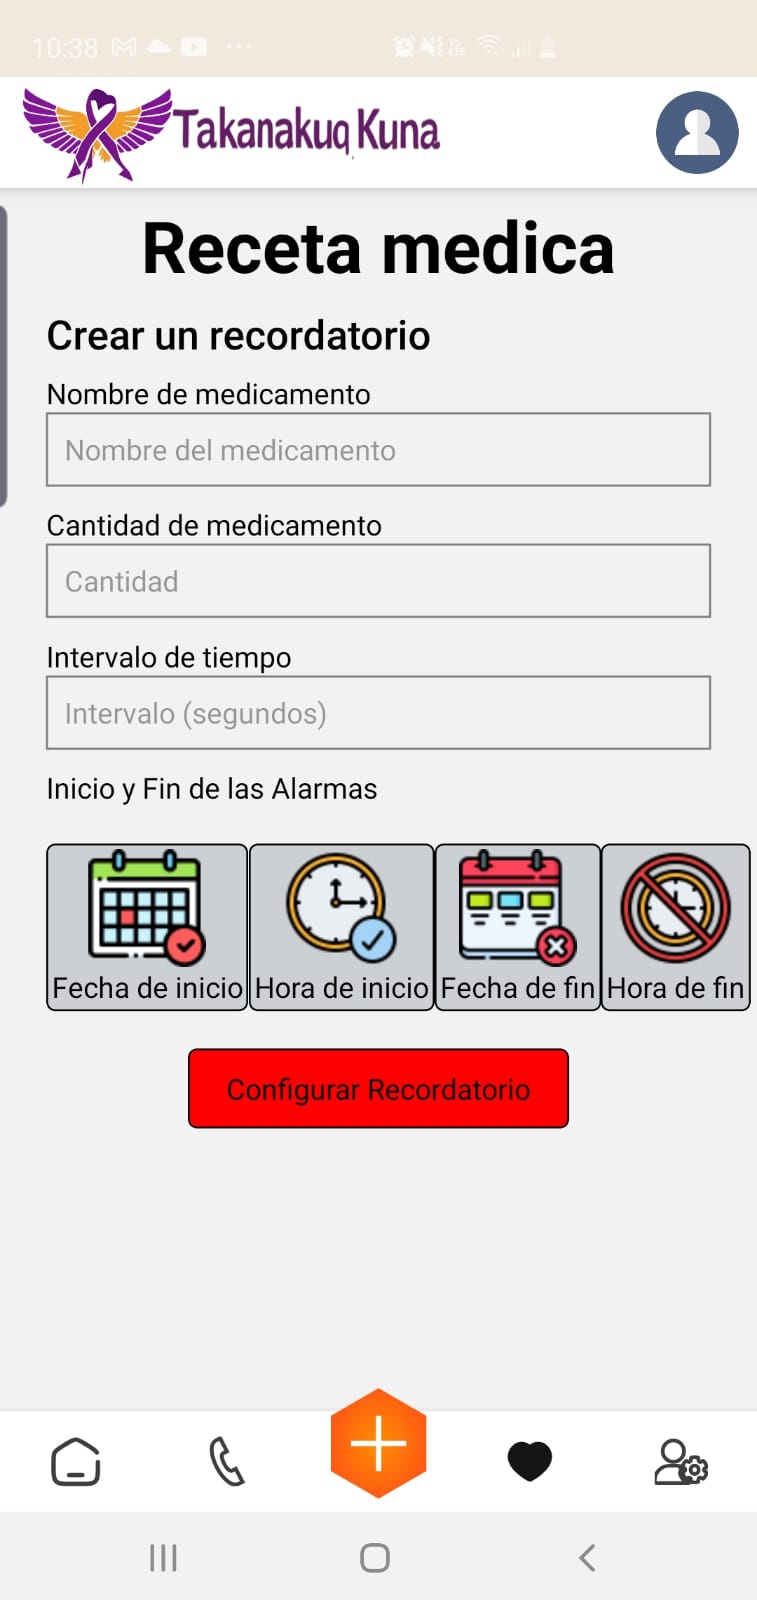 10:38
Takanakuq Kuna
Receta medica
Crear un recordatorio
Nombre de medicamento
Nombre del medicamento
Cantidad de medicamento
Cantidad
Intervalo de tiempo
Intervalo (segundos)
Inicio y Fin de las Alarmas
Fecha de inicio Hora de inicio Fecha de fin Hora de fin
Configurar Recordatorio